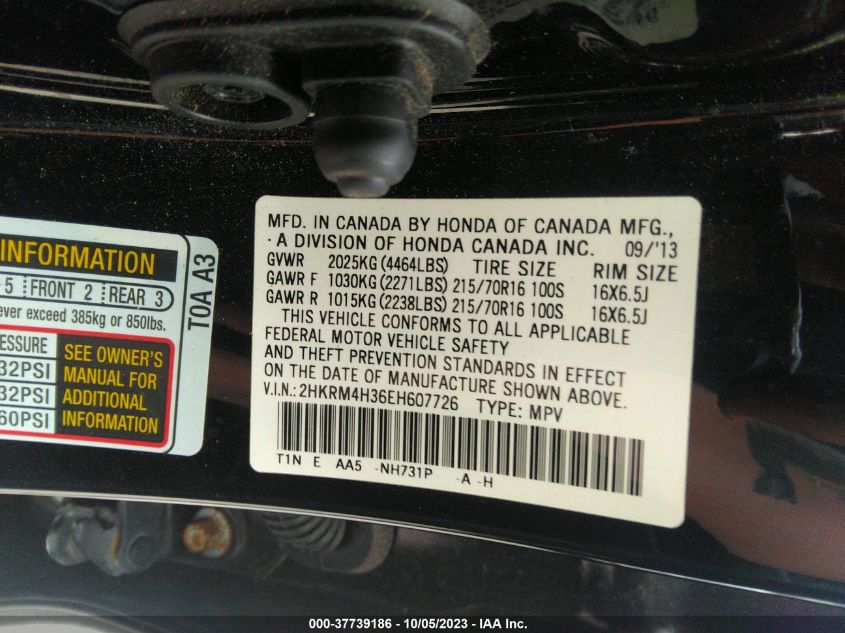 INFORMATION
5 FRONT 2 REAR 3
ever exceed 385kg or 850lbs.
PRESSURE
32PSI
32PSI
60PSI
SEE OWNER'S
MANUAL FOR
ADDITIONAL
INFORMATION
T0A A3
MFD. IN CANADA BY HONDA OF CANADA MFG.,
·A DIVISION OF HONDA CANADA INC. 09/'13
GVWR 2025KG (4464LBS) TIRE SIZE RIM SIZE
GAWR F 1030KG (2271LBS) 215/70R16 100S 16X6.5J
GAWR R 1015KG (2238LBS) 215/70R16 100S 16X6.5J
THIS VEHICLE CONFORMS TO ALL APPLICABLE
FEDERAL MOTOR VEHICLE SAFETY
AND THEFT PREVENTION STANDARDS IN EFFECT
ON THE DATE OF MANUFACTURE SHOWN ABOVE.
V.I.N.: 2HKRM4H36EH607726 TYPE: MPV
T1N E AA5 -NH731P -A -H
000-37739186 - 10/05/2023 - IAA Inc.